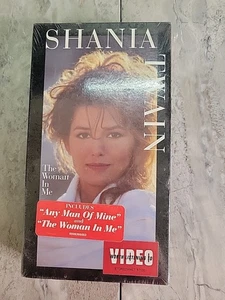 SHANIA
TWAIN
The
Woman
In
Me
INCLUDES
"Any Man Of Mine"
and
"The Woman In Me"
VIDEO